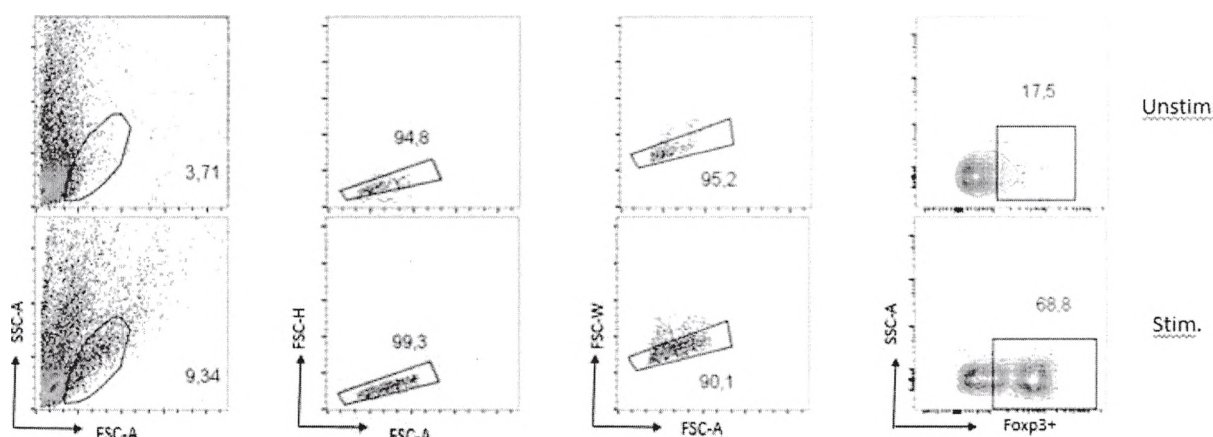 3,71
94,8
95,2
17,5
Unstim
SSC-A
9,34
FSC-A
FSC-H
99,3
FSC-A
FSC-W
90,1
FSC-A
SSC-A
68,8
Foxp3+
Stim.